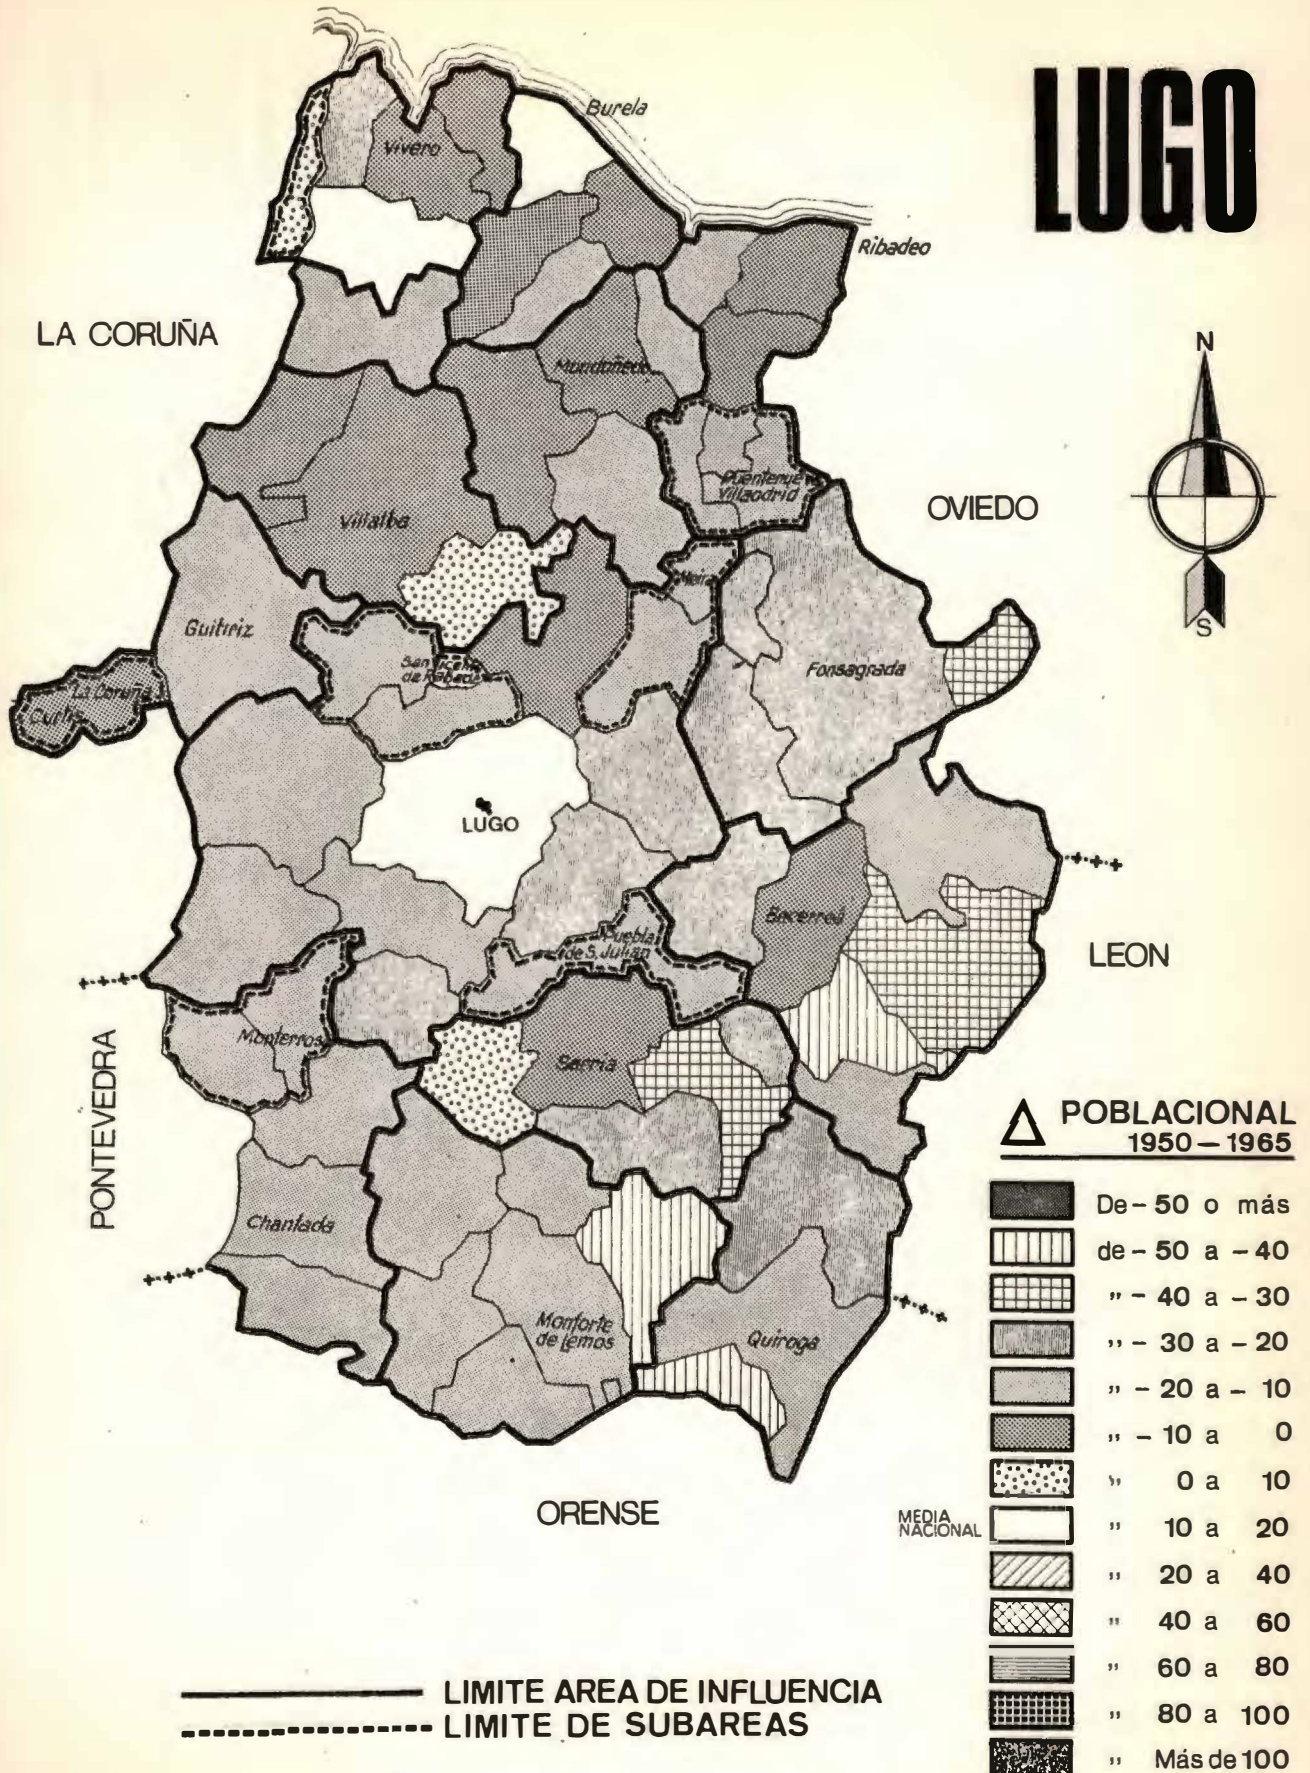 LUGO
Burela
Vivero
Ribadeo
LA CORUÑA
N
Mondoñedo
Puentenuevo
Villaodrid
OVIEDO
Villalba
Meira
S
Guitiriz
San Vicente
de Rabade
Fonsagrada
La Coruña
Curtis
LUGO
Becerreá
Puebla
de S. Julián
LEON
Monterroso
Sarria
PONTEVEDRA
Chantada
Monforte
de Lemos
Quiroga
ORENSE
△ POBLACIONAL
1950 — 1965
De - 50 o más
de - 50 a - 40
" - 40 a - 30
" - 30 a - 20
" - 20 a - 10
" - 10 a 0
" 0 a 10
MEDIA
NACIONAL
" 10 a 20
" 20 a 40
" 40 a 60
" 60 a 80
" 80 a 100
" Más de 100
LIMITE AREA DE INFLUENCIA
LIMITE DE SUBAREAS